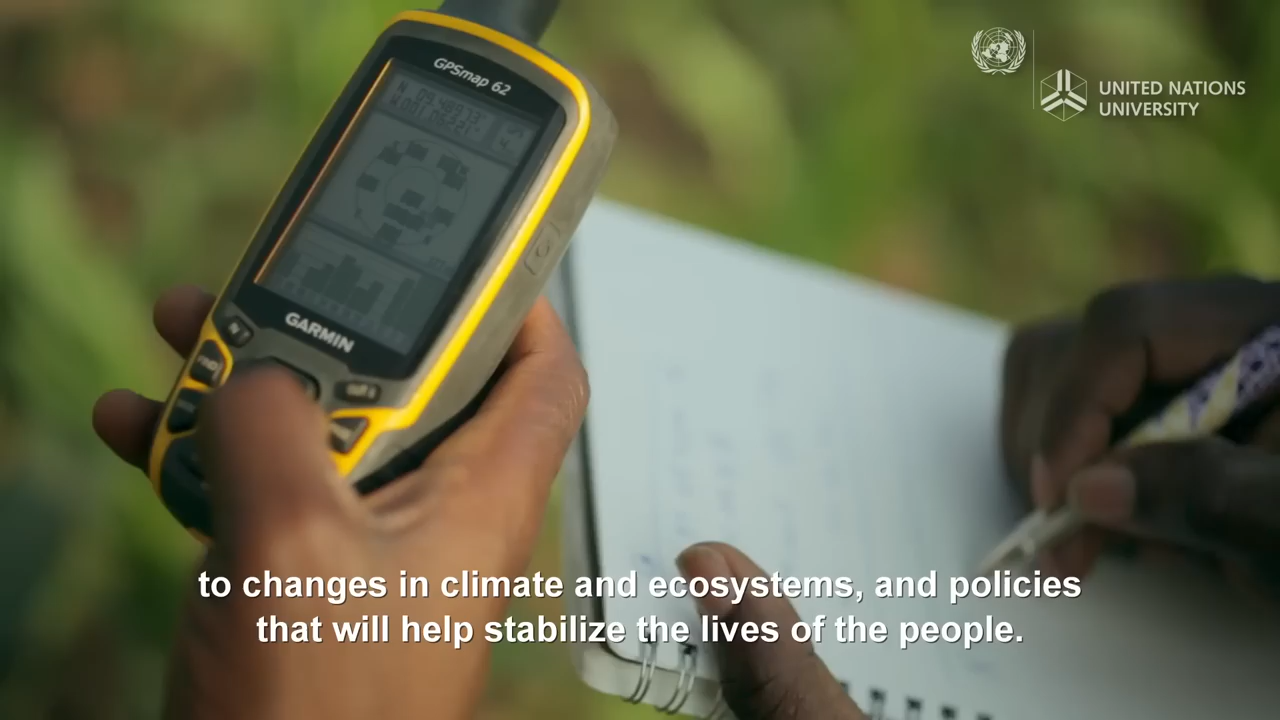 GPSmap 62
GARMIN
FIND
UNITED NATIONS
UNIVERSITY
to changes in climate and ecosystems, and policies
that will help stabilize the lives of the people.